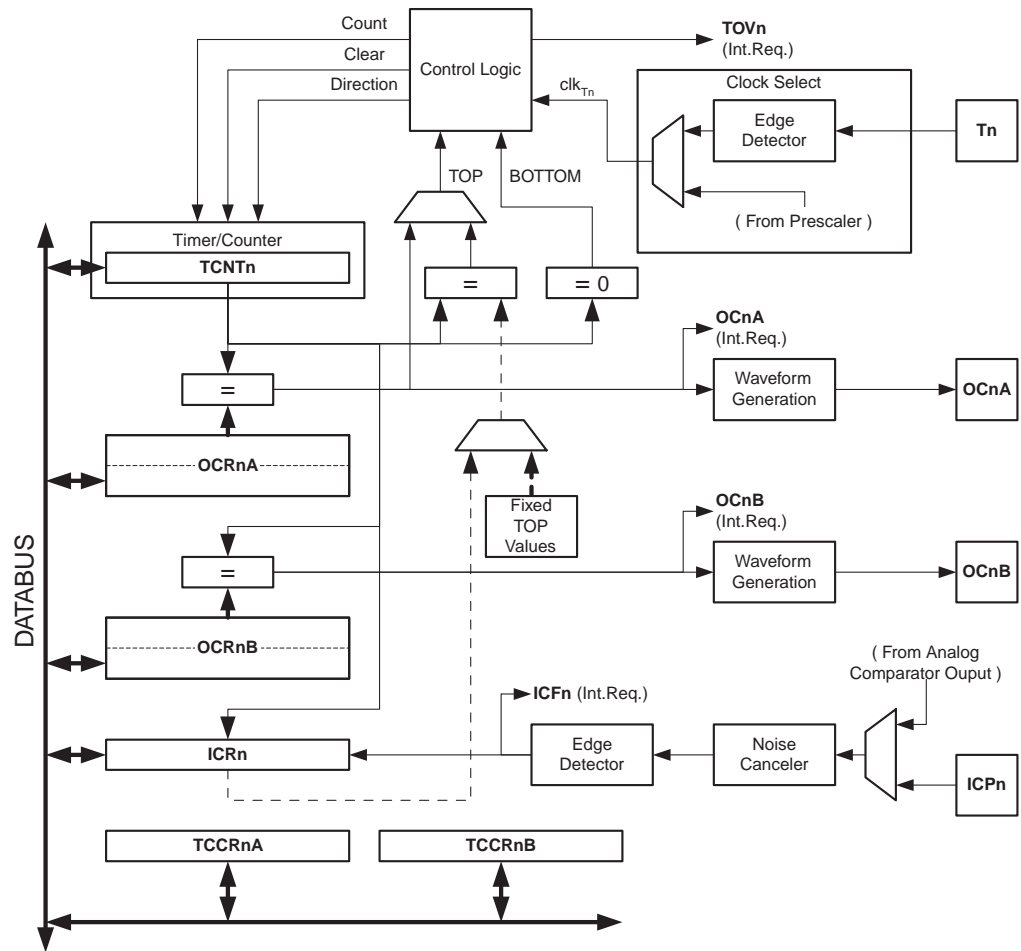 Count
Clear
Direction
Control Logic
TOVn
(Int.Req.)
clkTn
Clock Select
Edge
Detector
Tn
( From Prescaler )
TOP
BOTTOM
Timer/Counter
TCNTn
=
= 0
OCnA
(Int.Req.)
=
Waveform
Generation
OCnA
OCRnA
Fixed
TOP
Values
OCnB
(Int.Req.)
=
Waveform
Generation
OCnB
OCRnB
DATABUS
( From Analog
Comparator Ouput )
ICFn (Int.Req.)
ICRn
Edge
Detector
Noise
Canceler
ICPn
TCCRnA
TCCRnB